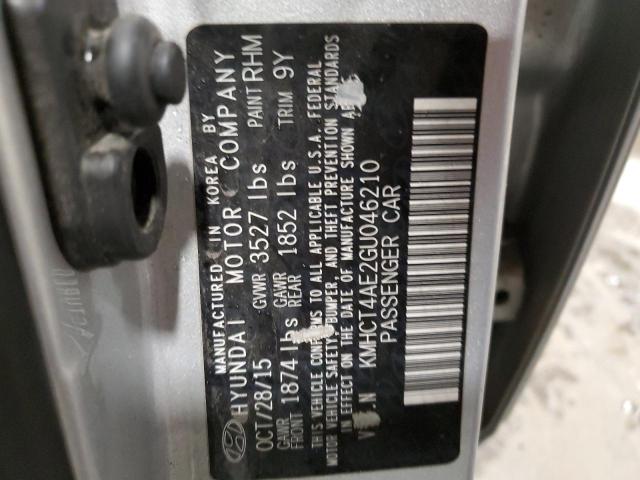 MANUFACTURED IN KOREA BY
HYUNDAI MOTOR COMPANY
OCT/28/15 GVWR 3527 lbs PAINT RHM
GAWR FRONT 1874 lbs GAWR REAR 1852 lbs TRIM 9Y
THIS VEHICLE CONFORMS TO ALL APPLICABLE U.S.A. FEDERAL
MOTOR VEHICLE SAFETY, BUMPER, AND THEFT PREVENTION STANDARDS
IN EFFECT ON THE DATE OF MANUFACTURE SHOWN
KMHCT4AE2GU046210
PASSENGER CAR